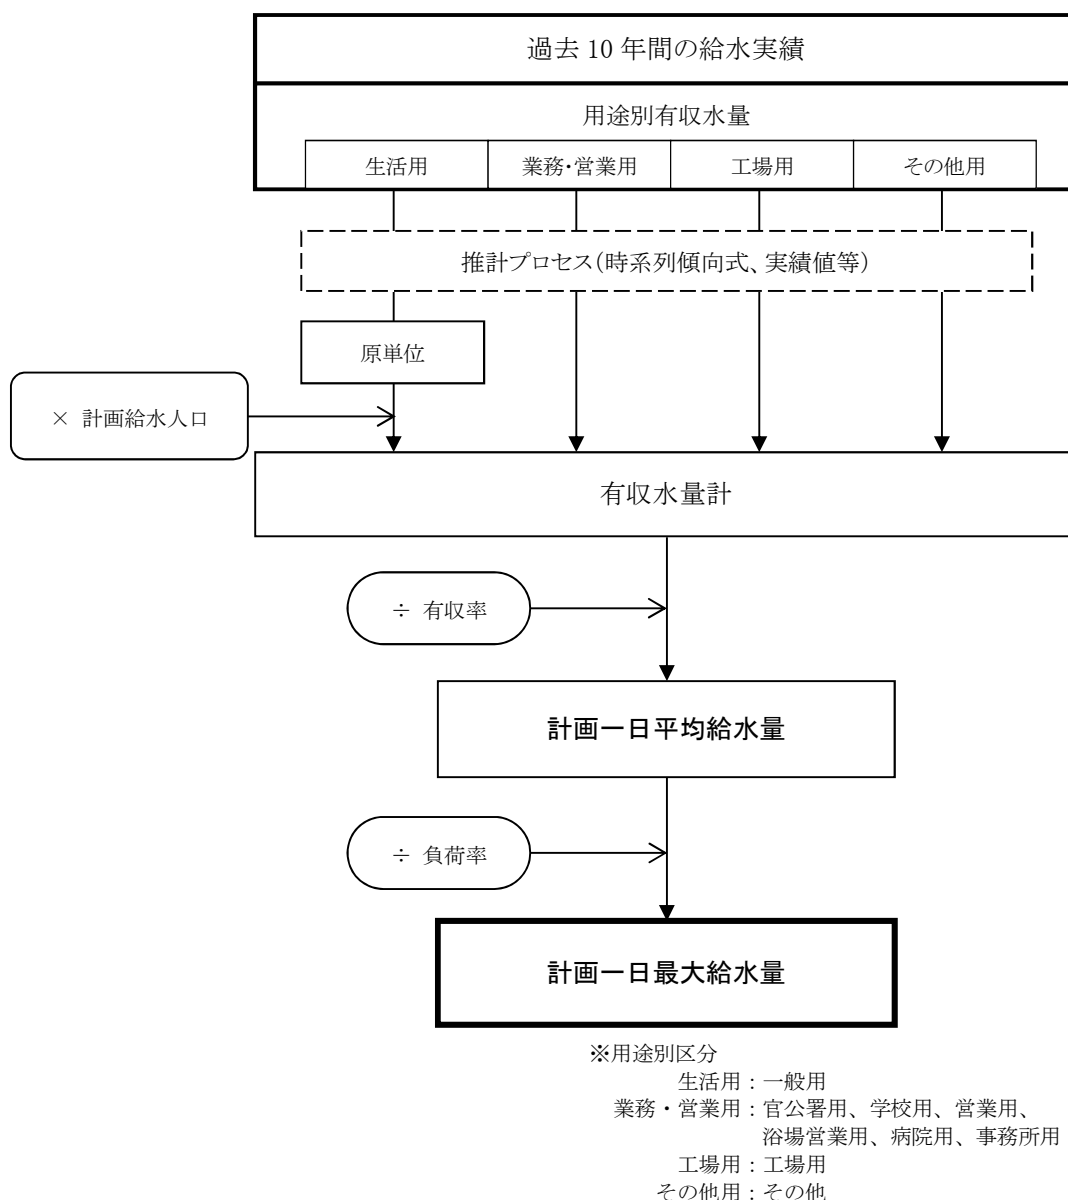 過去 10 年間の給水実績
用途別有収水量
生活用
業務・営業用
工場用
その他用
推計プロセス(時系列傾向式、実績値等)
原単位
× 計画給水人口
有収水量計
÷ 有収率
計画一日平均給水量
÷ 負荷率
計画一日最大給水量
※用途別区分
生活用:一般用
業務・営業用:官公署用、学校用、営業用、
浴場営業用、病院用、事務所用
工場用:工場用
その他用:その他